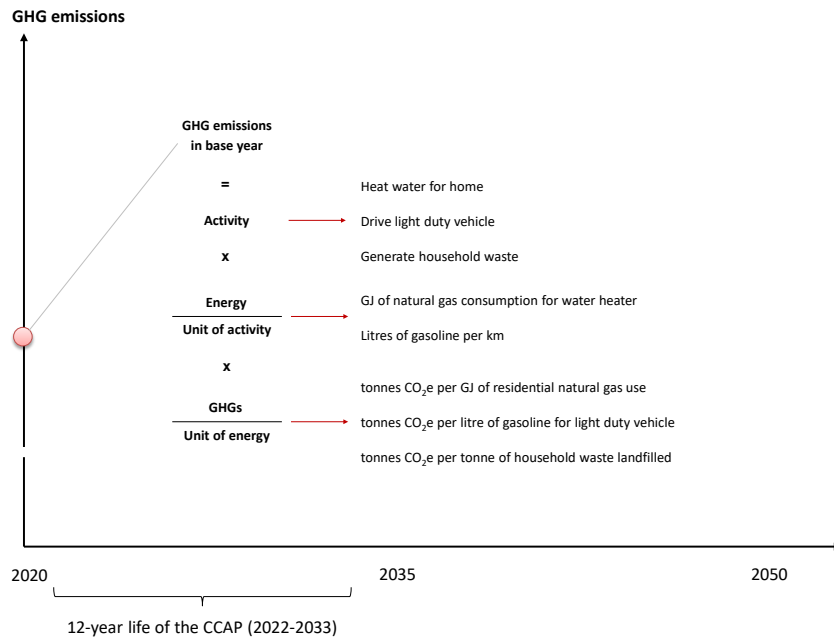 GHG emissions
GHG emissions
in base year
=
Heat water for home
Activity
Drive light duty vehicle
x
Generate household waste
Energy
Unit of activity
GJ of natural gas consumption for water heater
Litres of gasoline per km
x
tonnes CO₂e per GJ of residential natural gas use
GHGs
Unit of energy
tonnes CO₂e per litre of gasoline for light duty vehicle
tonnes CO₂e per tonne of household waste landfilled
2020
2035
2050
12-year life of the CCAP (2022-2033)